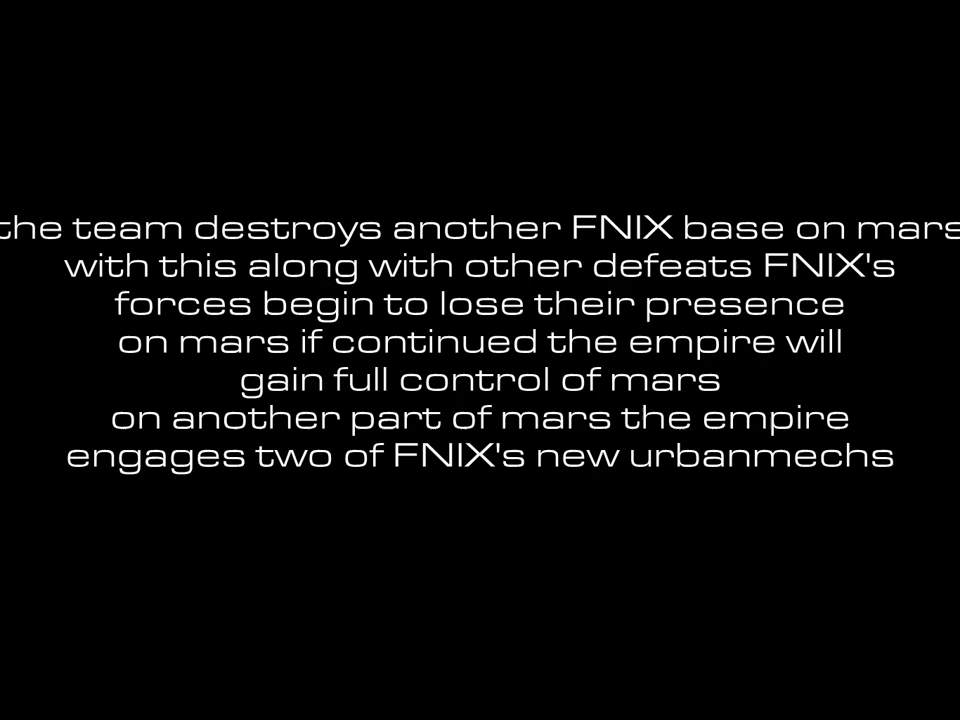 the team destroys another FNIX base on mars
with this along with other defeats FNIX's
forces begin to lose their presence
on mars if continued the empire will
gain full control of mars
on another part of mars the empire
engages two of FNIX's new urbanmechs